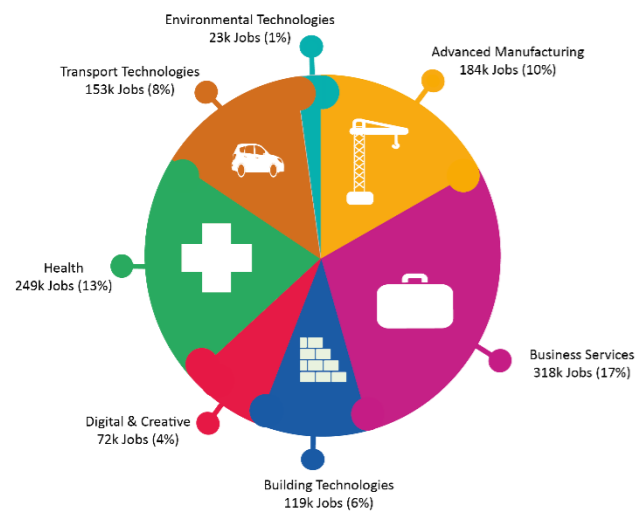 Environmental Technologies
23k Jobs (1%)
Advanced Manufacturing
184k Jobs (10%)
Transport Technologies
153k Jobs (8%)
Health
249k Jobs (13%)
Business Services
318k Jobs (17%)
Digital & Creative
72k Jobs (4%)
Building Technologies
119k Jobs (6%)